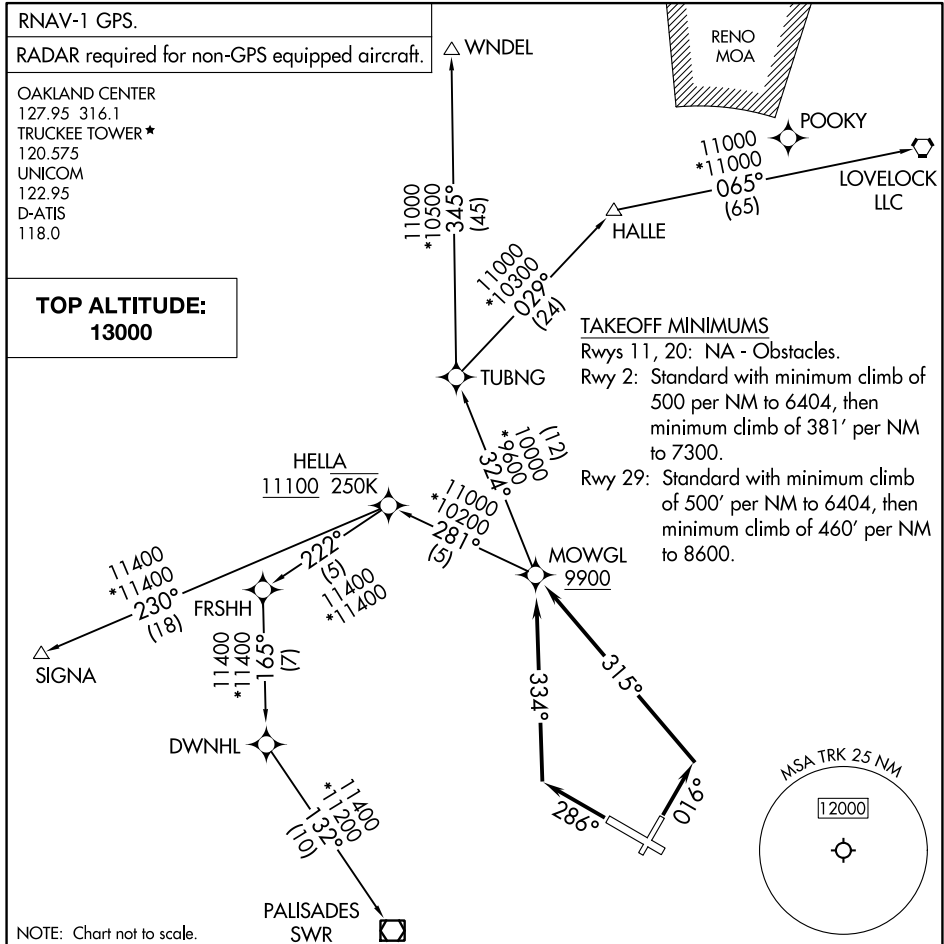 RNAV-1 GPS.
RADAR required for non-GPS equipped aircraft.
OAKLAND CENTER
127.95 316.1
TRUCKEE TOWER ★
120.575
UNICOM
122.95
D-ATIS
118.0
TOP ALTITUDE:
13000
WNDEL
RENO
MOA
POOKY
11000
*11000
065°
(65)
LOVELOCK
LLC
HALLE
11000
*10500
345°
(45)
11000
*10300
029°
(24)
TUBNG
TAKEOFF MINIMUMS
Rwys 11, 20: NA - Obstacles.
Rwy 2: Standard with minimum climb of
500 per NM to 6404, then
minimum climb of 381' per NM
to 7300.
Rwy 29: Standard with minimum climb
of 500' per NM to 6404, then
minimum climb of 460' per NM
to 8600.
(12)
10000
*9600
324°
HELLA
11100 250K
11000
*10200
281°
(5)
MOWGL
9900
222°
(5)
11400
*11400
11400
*11400
230°
(18)
FRSHH
SIGNA
11400
*11400
165°
(7)
DWNHL
11400
*11200
132°
(10)
PALISADES
SWR
334°
315°
286°
016°
MSA TRK 25 NM
12000
NOTE: Chart not to scale.